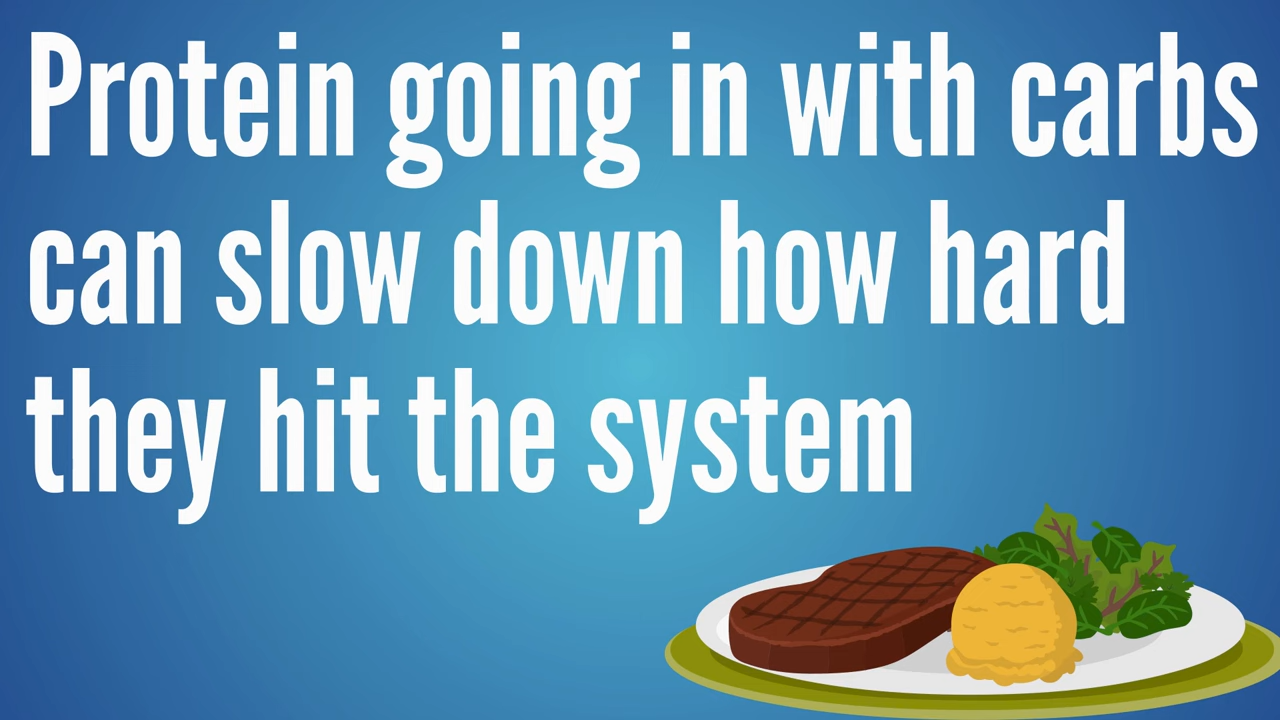 Protein going in with carbs
can slow down how hard
they hit the system